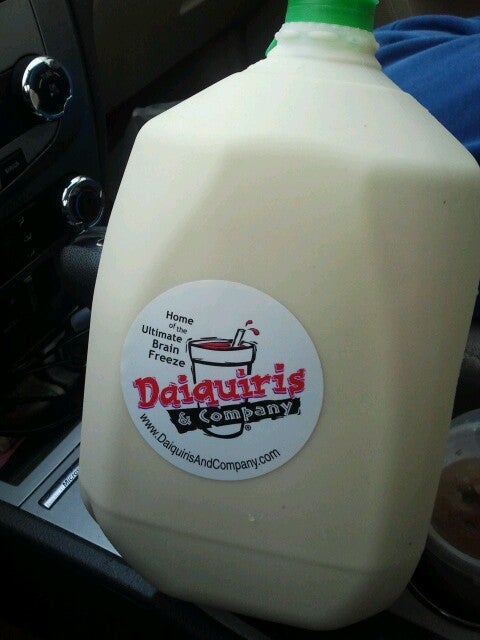 Home
of the
Ultimate
Brain
Freeze
Daiquiris
& Company
®
www.DaiquirisAndCompany.com